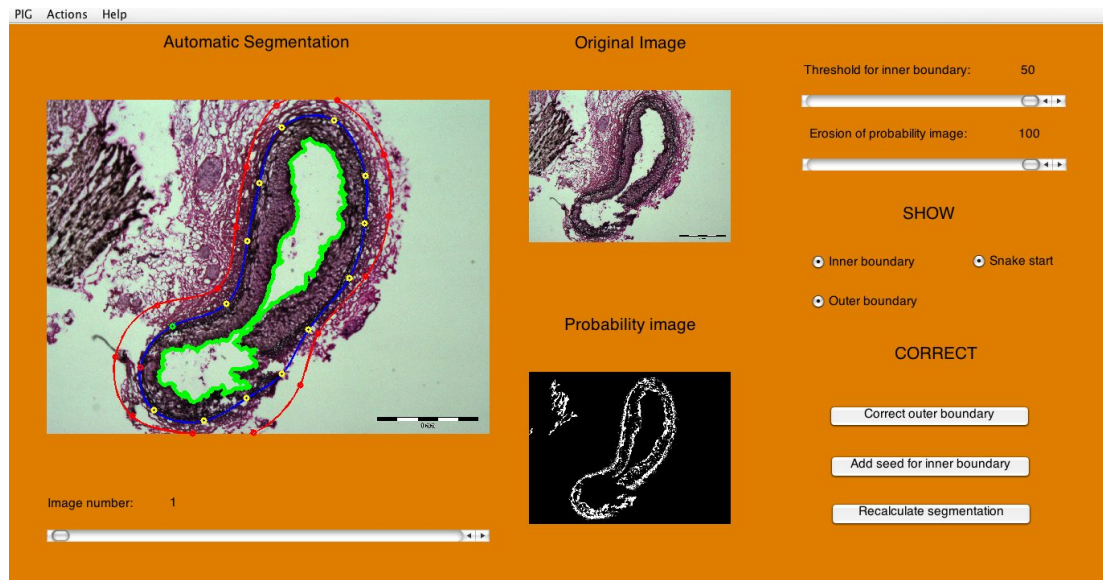 PIG Actions Help
Automatic Segmentation
Original Image
Threshold for inner boundary: 50
Erosion of probability image: 100
SHOW
Inner boundary
Snake start
Outer boundary
Probability image
CORRECT
Correct outer boundary
Add seed for inner boundary
Recalculate segmentation
Image number: 1